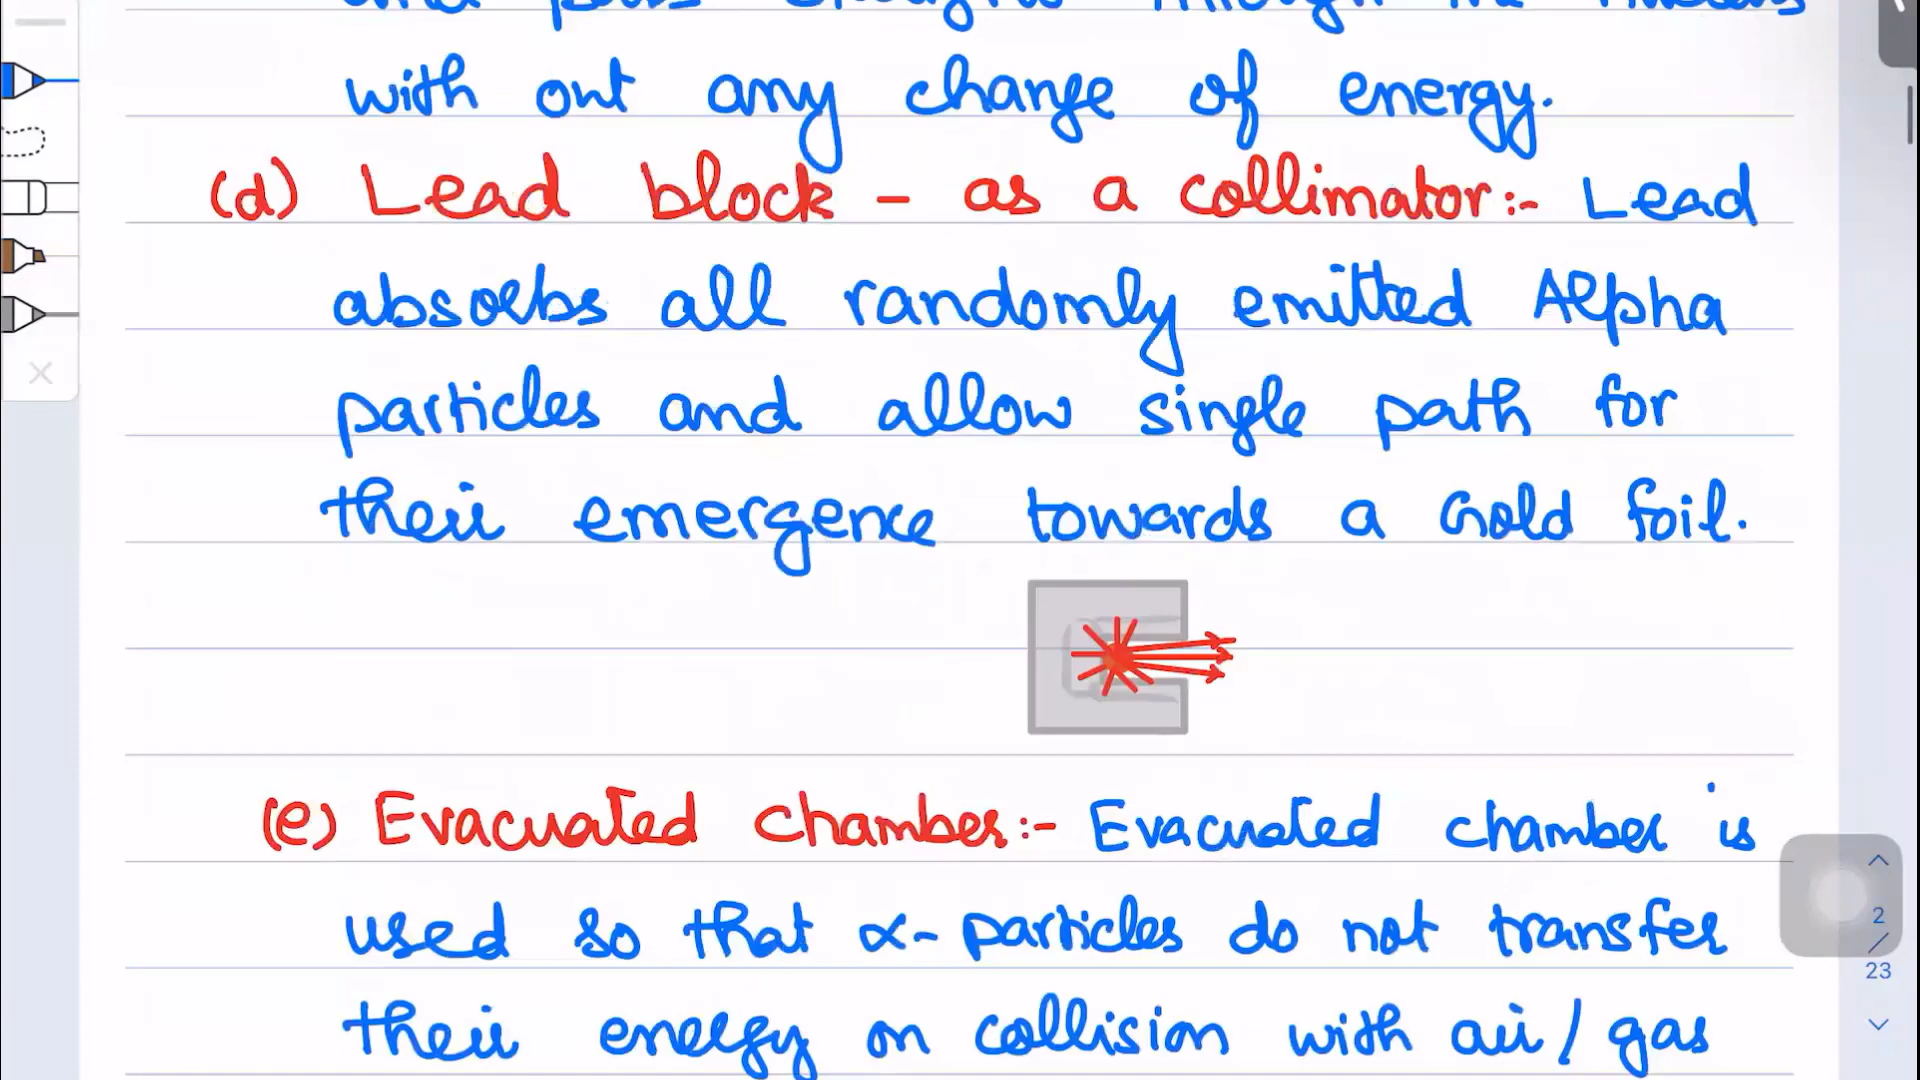 with out any change of energy.
(d) Lead block - as a collimator:- Lead
absorbs all randomly emitted Alpha
particles and allow single path for
their emergence towards a Gold foil.
(e) Evacuated chamber:- Evacuated chamber is
used so that α-particles do not transfer
their energy on collision with air/gas
2
/
23